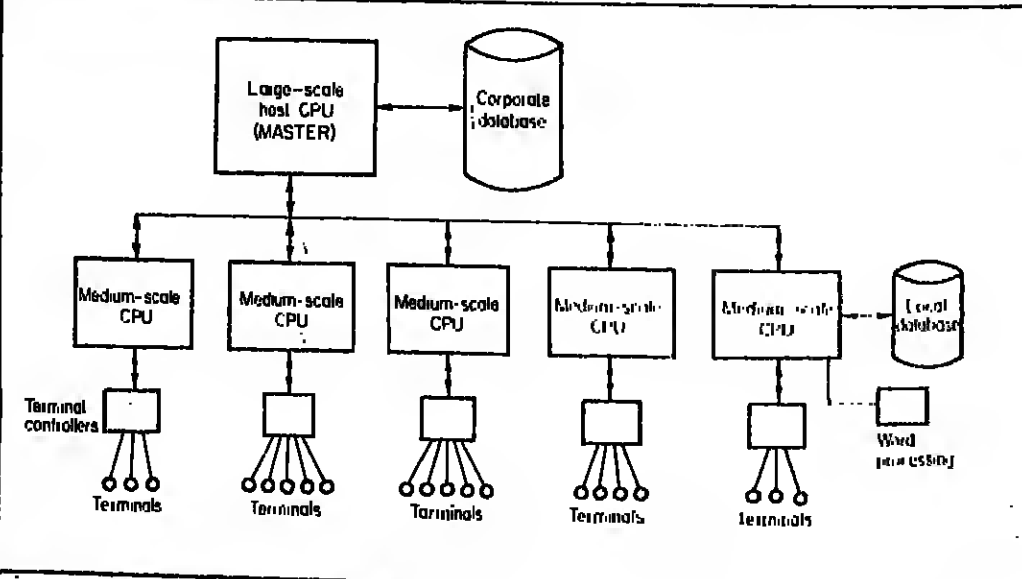 Large-scale
host CPU
(MASTER)
Corporate
database
Medium-scale
CPU
Medium-scale
CPU
Medium-scale
CPU
Medium-scale
CPU
Medium-scale
CPU
Local
database
Terminal
controllers
Word
processing
Terminals
Terminals
Terminals
Terminals
Terminals